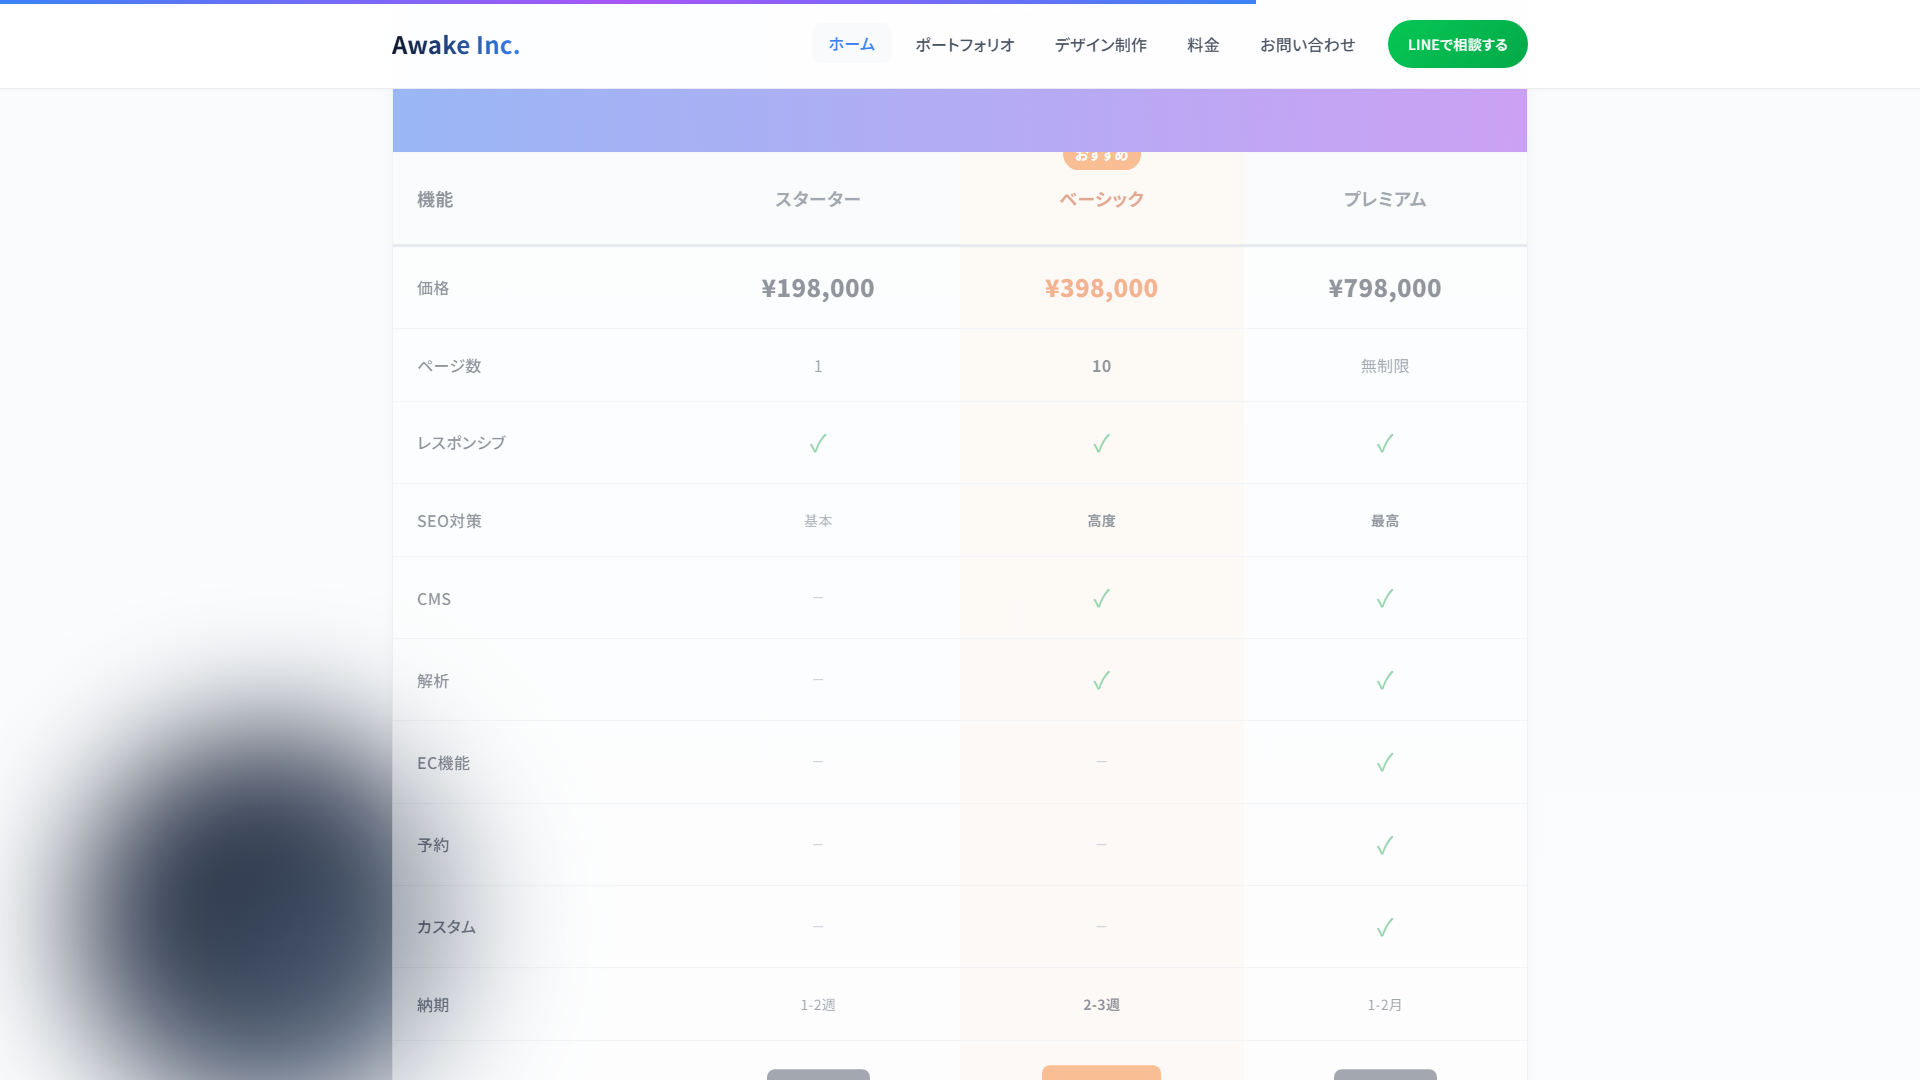 Awake Inc.
ホーム
ポートフォリオ
デザイン制作
料金
お問い合わせ
LINEで相談する
おすすめ
機能 スターター ベーシック プレミアム
価格 ¥198,000 ¥398,000 ¥798,000
ページ数 1 10 無制限
レスポンシブ ✓ ✓ ✓
SEO対策 基本 高度 最高
CMS – ✓ ✓
解析 – ✓ ✓
EC機能 – – ✓
予約 – – ✓
カスタム – – ✓
納期 1-2週 2-3週 1-2月